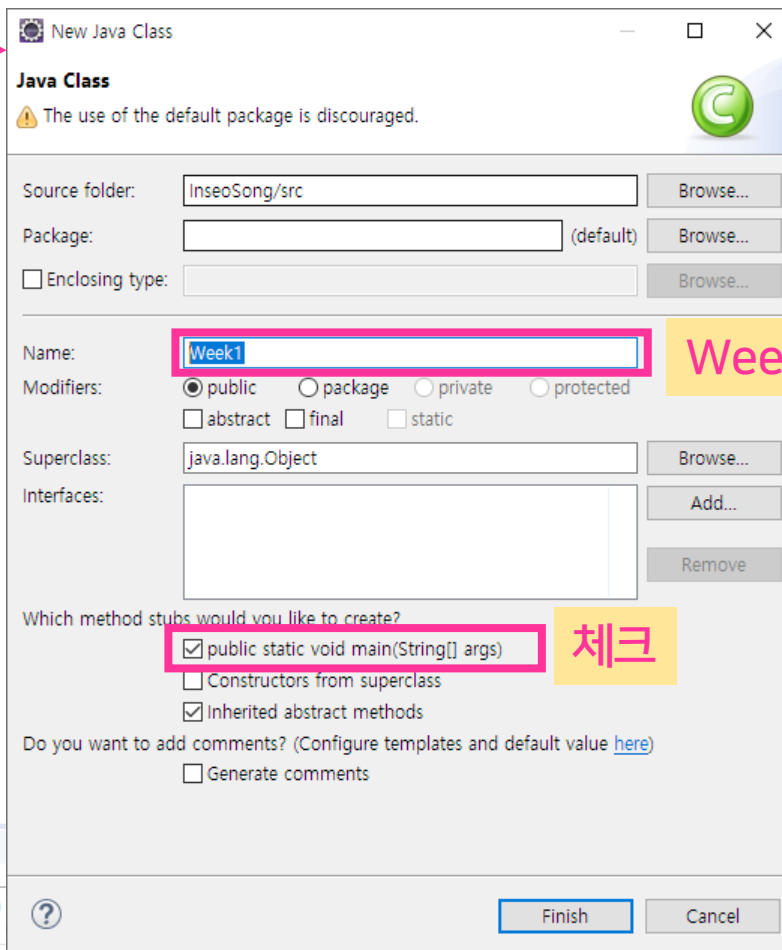 New Java Class
Java Class
The use of the default package is discouraged.
Source folder: InseoSong/src Browse...
Package: (default) Browse...
Enclosing type: Browse...
Name: Week1 Wee
Modifiers: public package private protected
abstract final static
Superclass: java.lang.Object Browse...
Interfaces: Add...
Remove
Which method stubs would you like to create?
public static void main(String[] args) 체크
Constructors from superclass
Inherited abstract methods
Do you want to add comments? (Configure templates and default value here)
Generate comments
Finish Cancel